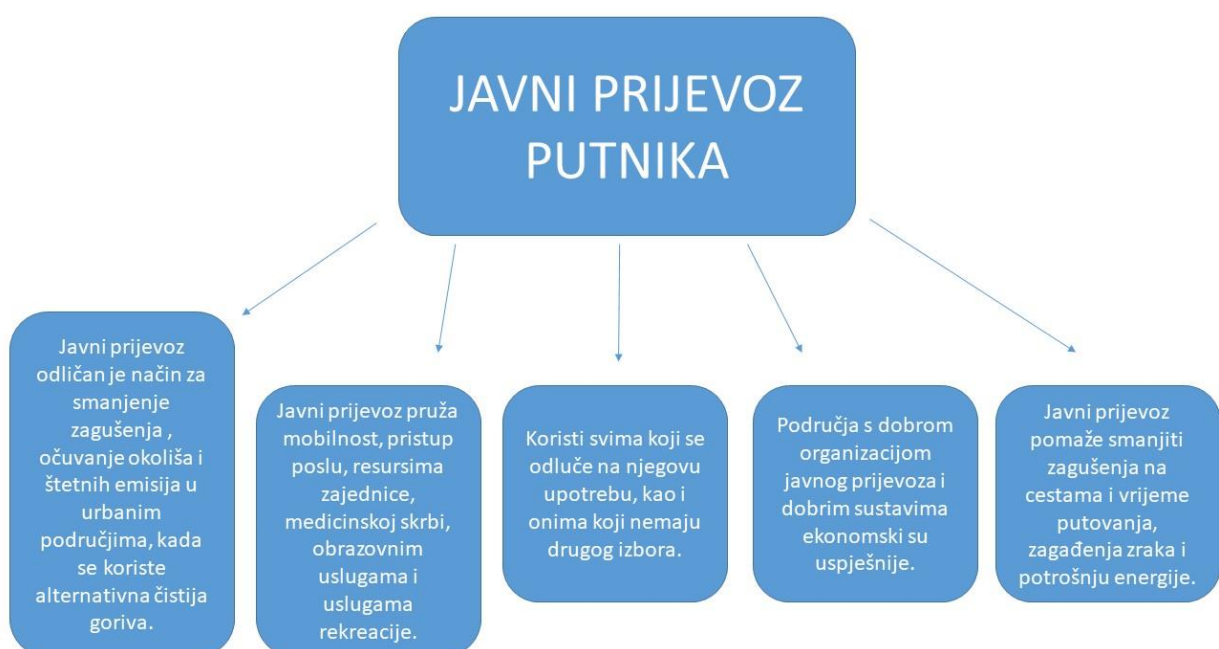 JAVNI PRIJEVOZ
PUTNIKA
Javni prijevoz
odličan je način za
smanjenje
zagušenja ,
očuvanje okoliša i
štetnih emisija u
urbanim
područjima, kada
se koriste
alternativna čistija
goriva.
Javni prijevoz pruža
mobilnost, pristup
poslu, resursima
zajednice,
medicinskoj skrbi,
obrazovnim
uslugama i
uslugama
rekreacije.
Koristi svima koji se
odluče na njegovu
upotrebu, kao i
onima koji nemaju
drugog izbora.
Područja s dobrom
organizacijom
javnog prijevoza i
dobrim sustavima
ekonomski su
uspješnije.
Javni prijevoz
pomaže smanjiti
zagušenja na
cestama i vrijeme
putovanja,
zagađenja zraka i
potrošnju energije.